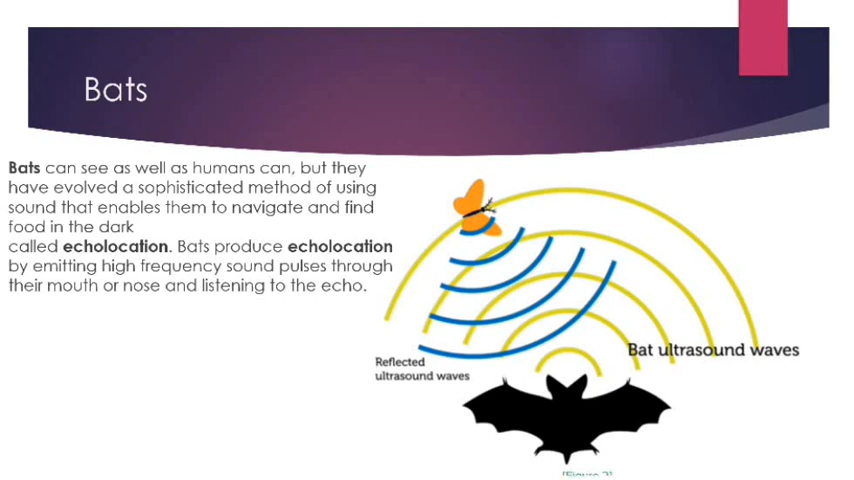 Bats
Bats can see as well as humans can, but they
have evolved a sophisticated method of using
sound that enables them to navigate and find
food in the dark
called echolocation. Bats produce echolocation
by emitting high frequency sound pulses through
their mouth or nose and listening to the echo.
Bat ultrasound waves
Reflected
ultrasound waves